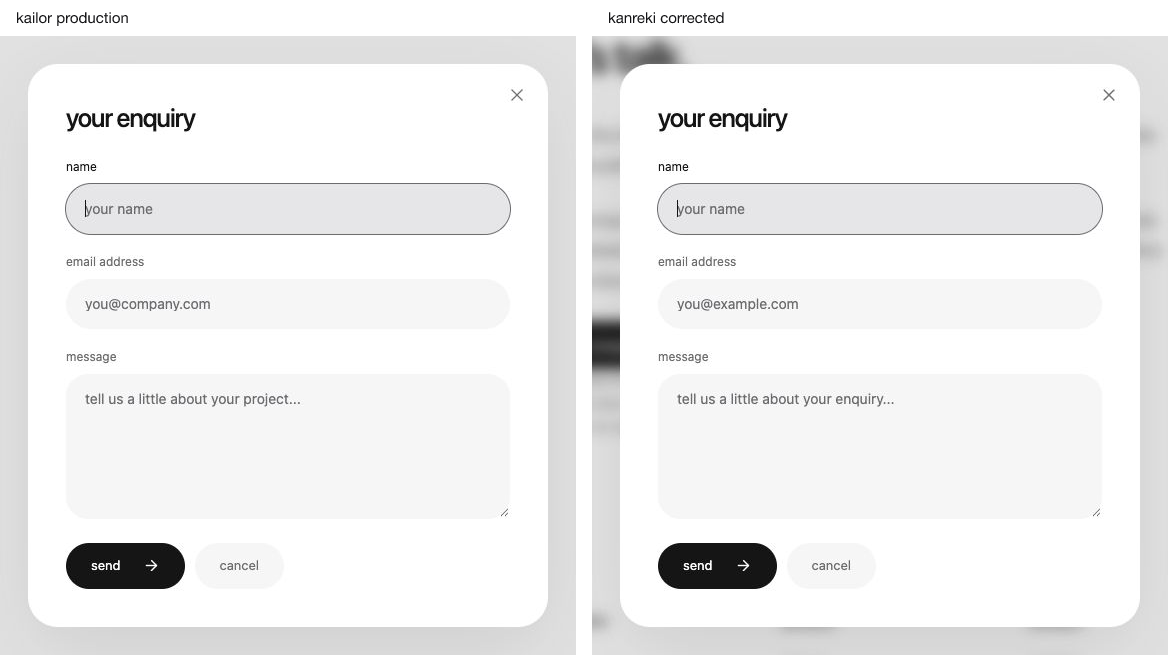 kailor production
your enquiry
name
your name
email address
you@company.com
message
tell us a little about your project...
send
cancel
kanreki corrected
your enquiry
name
your name
email address
you@example.com
message
tell us a little about your enquiry...
send
cancel